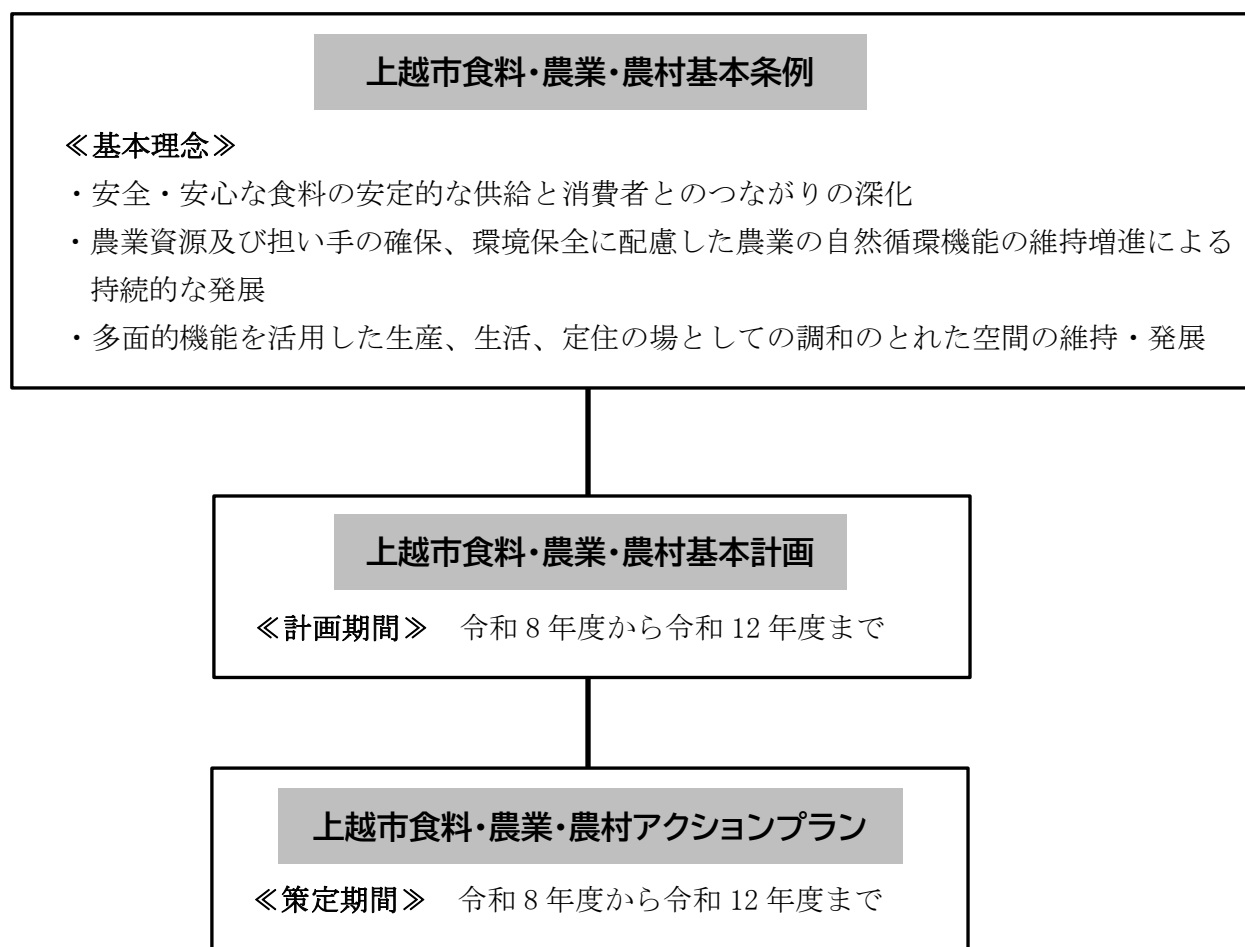 上越市食料・農業・農村基本条例
≪基本理念≫
・安全・安心な食料の安定的な供給と消費者とのつながりの深化
・農業資源及び担い手の確保、環境保全に配慮した農業の自然循環機能の維持増進による
持続的な発展
・多面的機能を活用した生産、生活、定住の場としての調和のとれた空間の維持・発展
上越市食料・農業・農村基本計画
≪計画期間≫　令和 8 年度から令和 12 年度まで
上越市食料・農業・農村アクションプラン
≪策定期間≫　令和 8 年度から令和 12 年度まで